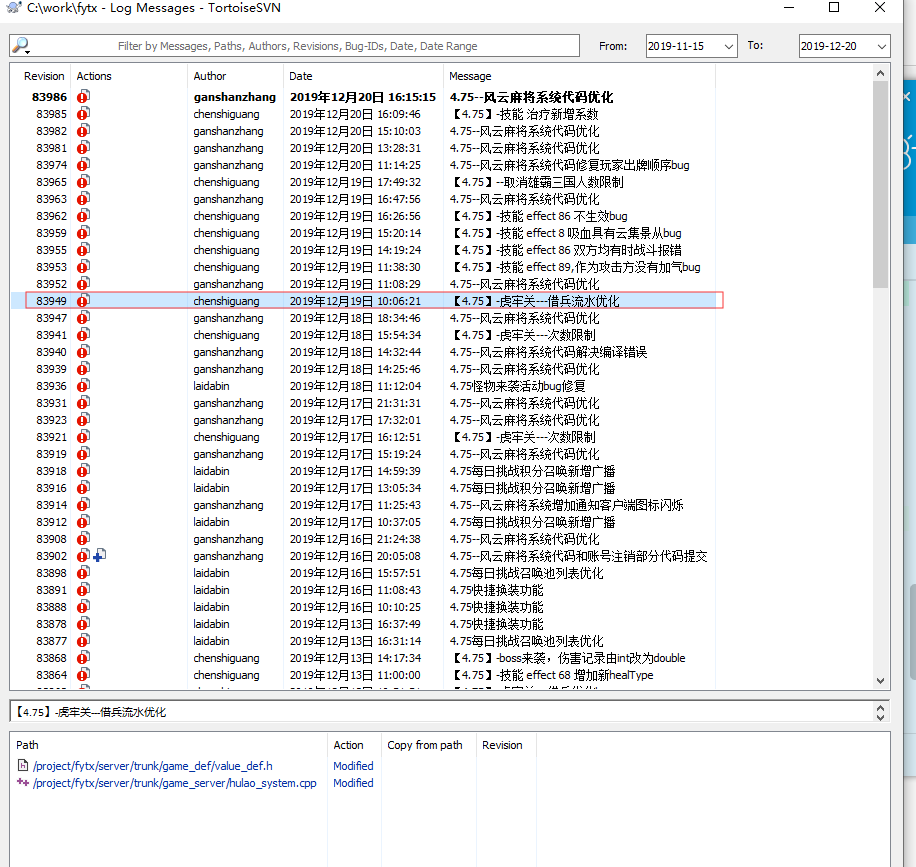 C:\work\fytx - Log Messages - TortoiseSVN
Filter by Messages, Paths, Authors, Revisions, Bug-IDs, Date, Date Range From: 2019-11-15 To: 2019-12-20
Revision Actions Author Date Message
83986 ganshanzhang 2019年12月20日 16:15:15 4.75--风云麻将系统代码优化
83985 chenshiguang 2019年12月20日 16:09:46 【4.75】-技能 治疗新增系数
83982 ganshanzhang 2019年12月20日 15:10:03 4.75--风云麻将系统代码优化
83981 ganshanzhang 2019年12月20日 13:28:31 4.75--风云麻将系统代码优化
83974 ganshanzhang 2019年12月20日 11:14:25 4.75--风云麻将系统代码修复玩家出牌顺序bug
83965 chenshiguang 2019年12月19日 17:49:32 【4.75】--取消雄霸三国人数限制
83963 ganshanzhang 2019年12月19日 16:47:56 4.75--风云麻将系统代码优化
83962 chenshiguang 2019年12月19日 16:26:56 【4.75】-技能 effect 86 不生效bug
83959 chenshiguang 2019年12月19日 15:20:14 【4.75】-技能 effect 8 吸血具有云集景从bug
83955 chenshiguang 2019年12月19日 14:19:24 【4.75】-技能 effect 86 双方均有时战斗报错
83953 chenshiguang 2019年12月19日 11:38:30 【4.75】-技能 effect 89,作为攻击方没有加气bug
83952 ganshanzhang 2019年12月19日 11:08:29 4.75--风云麻将系统代码优化
83949 chenshiguang 2019年12月19日 10:06:21 【4.75】-虎牢关---借兵流水优化
83947 ganshanzhang 2019年12月18日 18:34:46 4.75--风云麻将系统代码优化
83941 chenshiguang 2019年12月18日 15:54:34 【4.75】-虎牢关---次数限制
83940 ganshanzhang 2019年12月18日 14:32:44 4.75--风云麻将系统代码解决编译错误
83939 ganshanzhang 2019年12月18日 14:25:46 4.75--风云麻将系统代码优化
83936 laidabin 2019年12月18日 11:12:04 4.75怪物来袭活动bug修复
83931 ganshanzhang 2019年12月17日 21:31:31 4.75--风云麻将系统代码优化
83923 ganshanzhang 2019年12月17日 17:32:01 4.75--风云麻将系统代码优化
83921 chenshiguang 2019年12月17日 16:12:51 【4.75】-虎牢关---次数限制
83919 ganshanzhang 2019年12月17日 15:19:24 4.75--风云麻将系统代码优化
83918 laidabin 2019年12月17日 14:59:39 4.75每日挑战积分召唤新增广播
83916 laidabin 2019年12月17日 13:05:34 4.75每日挑战积分召唤新增广播
83914 ganshanzhang 2019年12月17日 11:25:43 4.75--风云麻将系统增加通知客户端图标闪烁
83912 laidabin 2019年12月17日 10:37:05 4.75每日挑战积分召唤新增广播
83908 ganshanzhang 2019年12月16日 21:24:38 4.75--风云麻将系统代码优化
83902 ganshanzhang 2019年12月16日 20:05:08 4.75--风云麻将系统代码和账号注销部分代码提交
83898 laidabin 2019年12月16日 15:57:51 4.75每日挑战召唤池列表优化
83891 laidabin 2019年12月16日 11:08:43 4.75快捷换装功能
83888 laidabin 2019年12月16日 10:10:25 4.75快捷换装功能
83878 laidabin 2019年12月13日 16:37:49 4.75快捷换装功能
83877 laidabin 2019年12月13日 16:31:14 4.75每日挑战召唤池列表优化
83868 chenshiguang 2019年12月13日 14:17:34 【4.75】-boss来袭，伤害记录由int改为double
83864 chenshiguang 2019年12月13日 11:00:00 【4.75】-技能 effect 68 增加新healType
【4.75】-虎牢关---借兵流水优化
Path Action Copy from path Revision
/project/fytx/server/trunk/game_def/value_def.h Modified
/project/fytx/server/trunk/game_server/hulao_system.cpp Modified